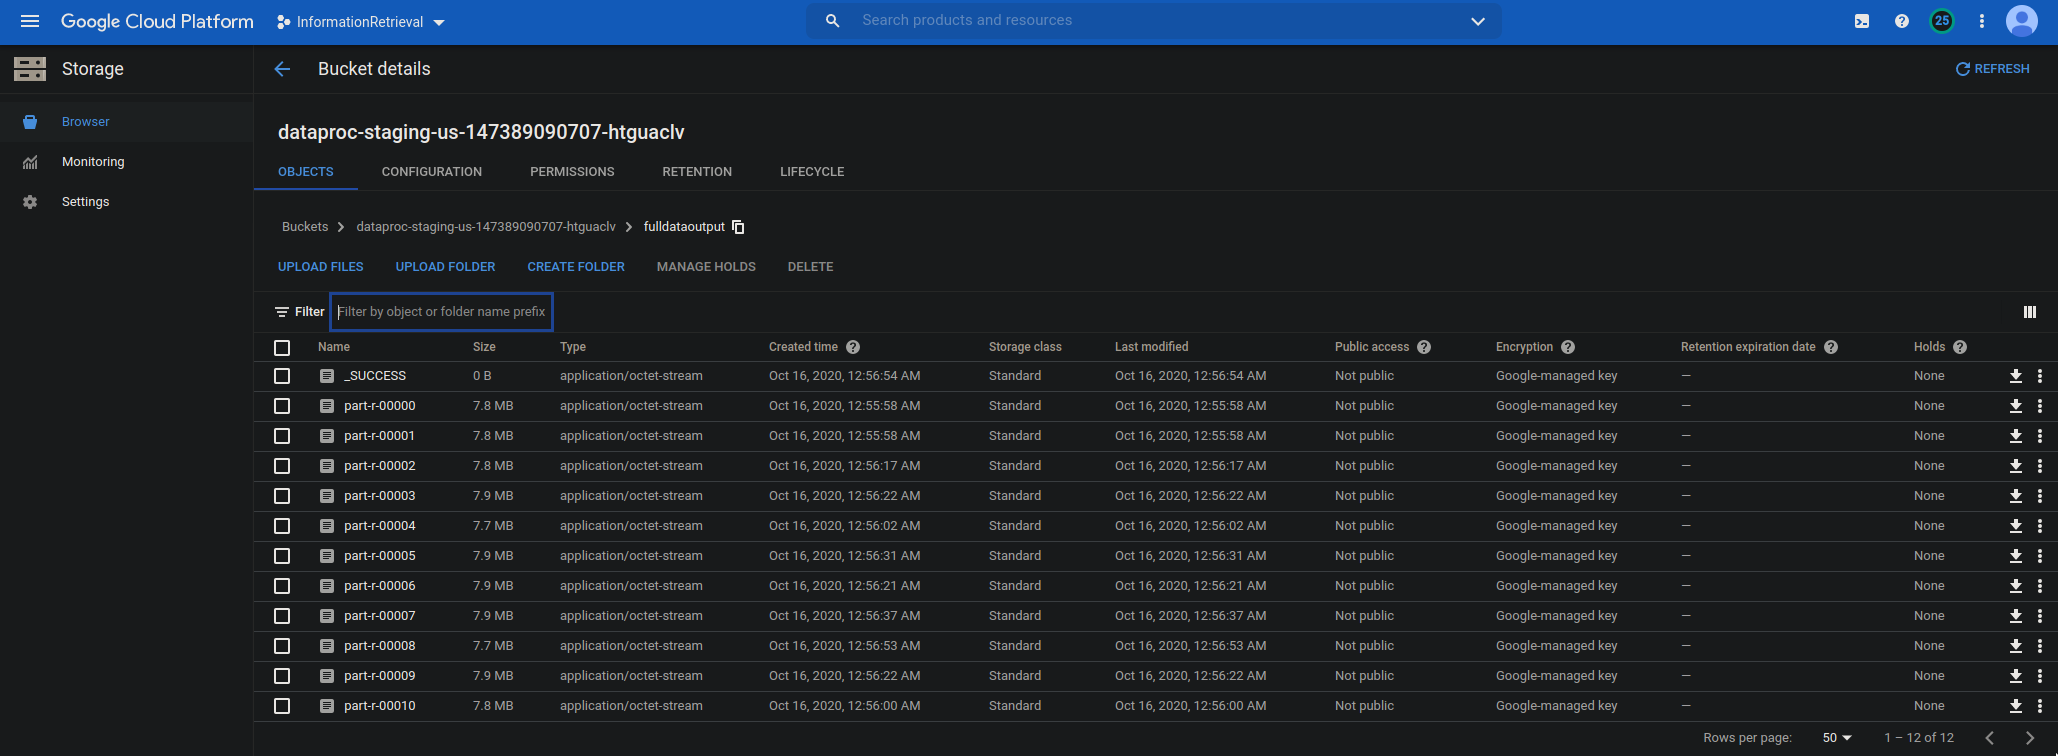 Google Cloud Platform InformationRetrieval Search products and resources 25
Storage Bucket details REFRESH
Browser
Monitoring
Settings
dataproc-staging-us-147389090707-htguaclv
OBJECTS CONFIGURATION PERMISSIONS RETENTION LIFECYCLE
Buckets dataproc-staging-us-147389090707-htguaclv fulldataoutput
UPLOAD FILES UPLOAD FOLDER CREATE FOLDER MANAGE HOLDS DELETE
Filter Filter by object or folder name prefix
Name Size Type Created time Storage class Last modified Public access Encryption Retention expiration date Holds
_SUCCESS 0 B application/octet-stream Oct 16, 2020, 12:56:54 AM Standard Oct 16, 2020, 12:56:54 AM Not public Google-managed key — None
part-r-00000 7.8 MB application/octet-stream Oct 16, 2020, 12:55:58 AM Standard Oct 16, 2020, 12:55:58 AM Not public Google-managed key — None
part-r-00001 7.8 MB application/octet-stream Oct 16, 2020, 12:55:58 AM Standard Oct 16, 2020, 12:55:58 AM Not public Google-managed key — None
part-r-00002 7.8 MB application/octet-stream Oct 16, 2020, 12:56:17 AM Standard Oct 16, 2020, 12:56:17 AM Not public Google-managed key — None
part-r-00003 7.9 MB application/octet-stream Oct 16, 2020, 12:56:22 AM Standard Oct 16, 2020, 12:56:22 AM Not public Google-managed key — None
part-r-00004 7.7 MB application/octet-stream Oct 16, 2020, 12:56:02 AM Standard Oct 16, 2020, 12:56:02 AM Not public Google-managed key — None
part-r-00005 7.9 MB application/octet-stream Oct 16, 2020, 12:56:31 AM Standard Oct 16, 2020, 12:56:31 AM Not public Google-managed key — None
part-r-00006 7.9 MB application/octet-stream Oct 16, 2020, 12:56:21 AM Standard Oct 16, 2020, 12:56:21 AM Not public Google-managed key — None
part-r-00007 7.9 MB application/octet-stream Oct 16, 2020, 12:56:37 AM Standard Oct 16, 2020, 12:56:37 AM Not public Google-managed key — None
part-r-00008 7.7 MB application/octet-stream Oct 16, 2020, 12:56:53 AM Standard Oct 16, 2020, 12:56:53 AM Not public Google-managed key — None
part-r-00009 7.9 MB application/octet-stream Oct 16, 2020, 12:56:22 AM Standard Oct 16, 2020, 12:56:22 AM Not public Google-managed key — None
part-r-00010 7.8 MB application/octet-stream Oct 16, 2020, 12:56:00 AM Standard Oct 16, 2020, 12:56:00 AM Not public Google-managed key — None
Rows per page: 50 1 – 12 of 12